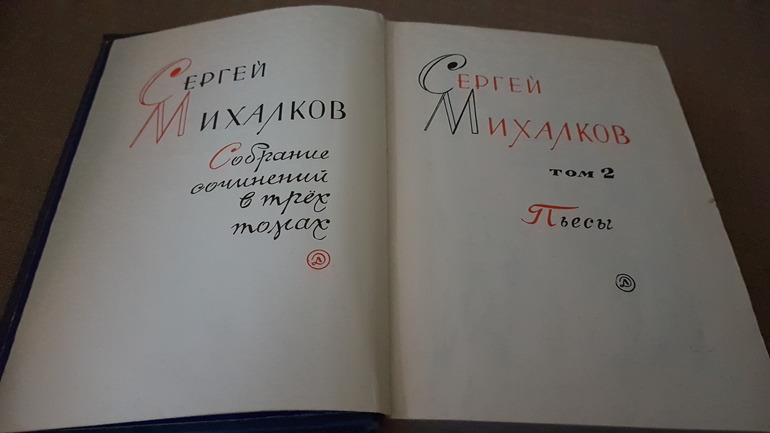 Сергей
Михалков
Собрание
сочинений
в трёх
томах
Д
Сергей
Михалков
том 2
Пьесы
Д